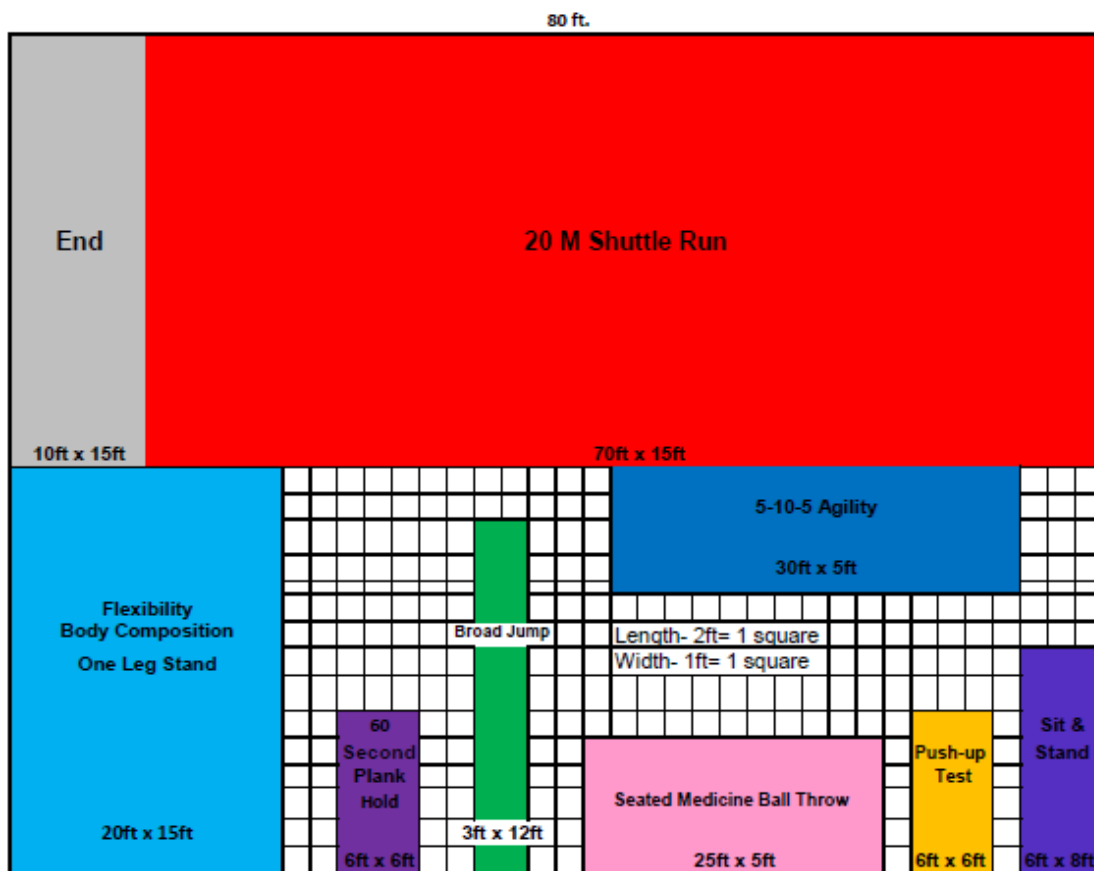 80 ft.
End
20 M Shuttle Run
10ft x 15ft
70ft x 15ft
5-10-5 Agility
30ft x 5ft
Flexibility
Body Composition
One Leg Stand
20ft x 15ft
Broad Jump
3ft x 12ft
Length- 2ft= 1 square
Width- 1ft= 1 square
60
Second
Plank
Hold
6ft x 6ft
Seated Medicine Ball Throw
25ft x 5ft
Push-up
Test
6ft x 6ft
Sit &
Stand
6ft x 8ft